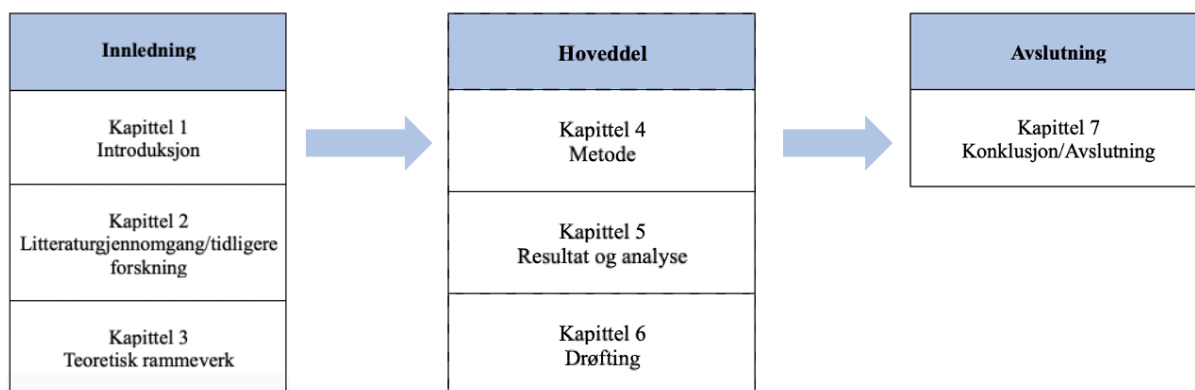 Innledning
Kapittel 1
Introduksjon
Kapittel 2
Litteraturgjennomgang/tidligere
forskning
Kapittel 3
Teoretisk rammeverk
Hoveddel
Kapittel 4
Metode
Kapittel 5
Resultat og analyse
Kapittel 6
Drøfting
Avslutning
Kapittel 7
Konklusjon/Avslutning